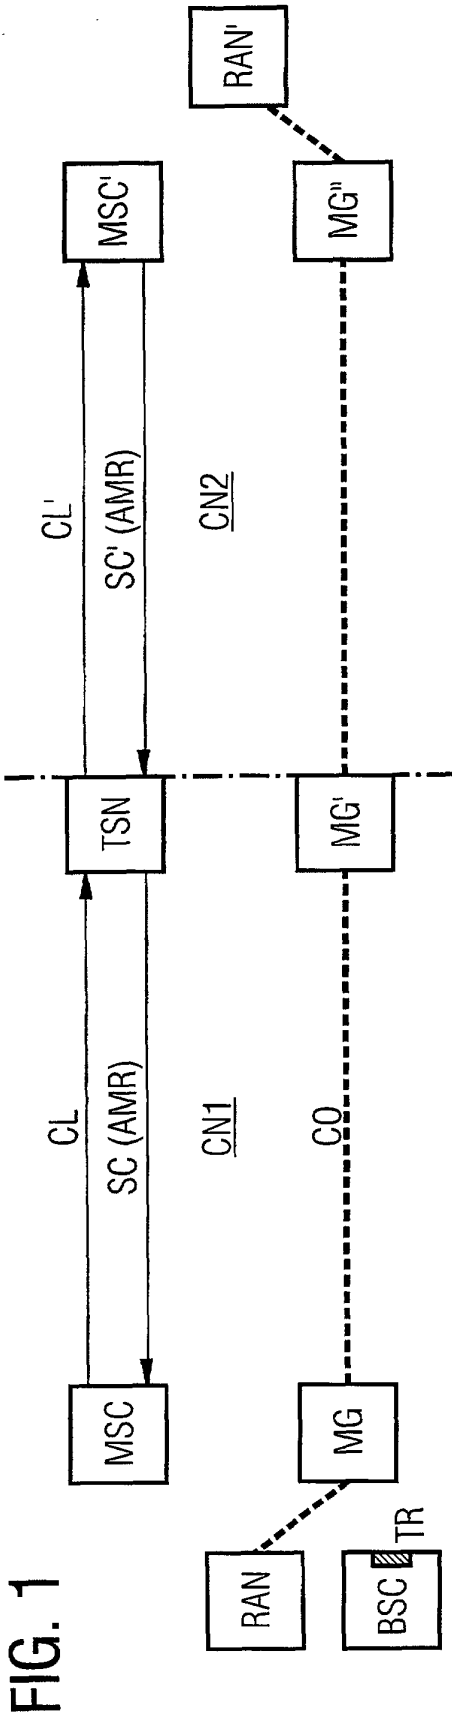 FIG. 1
CL
CL'
MSC
TSN
MSC'
SC (AMR)
SC' (AMR)
CN1
CN2
RAN
RAN'
CO
MG
MG'
MG"
BSC
TR